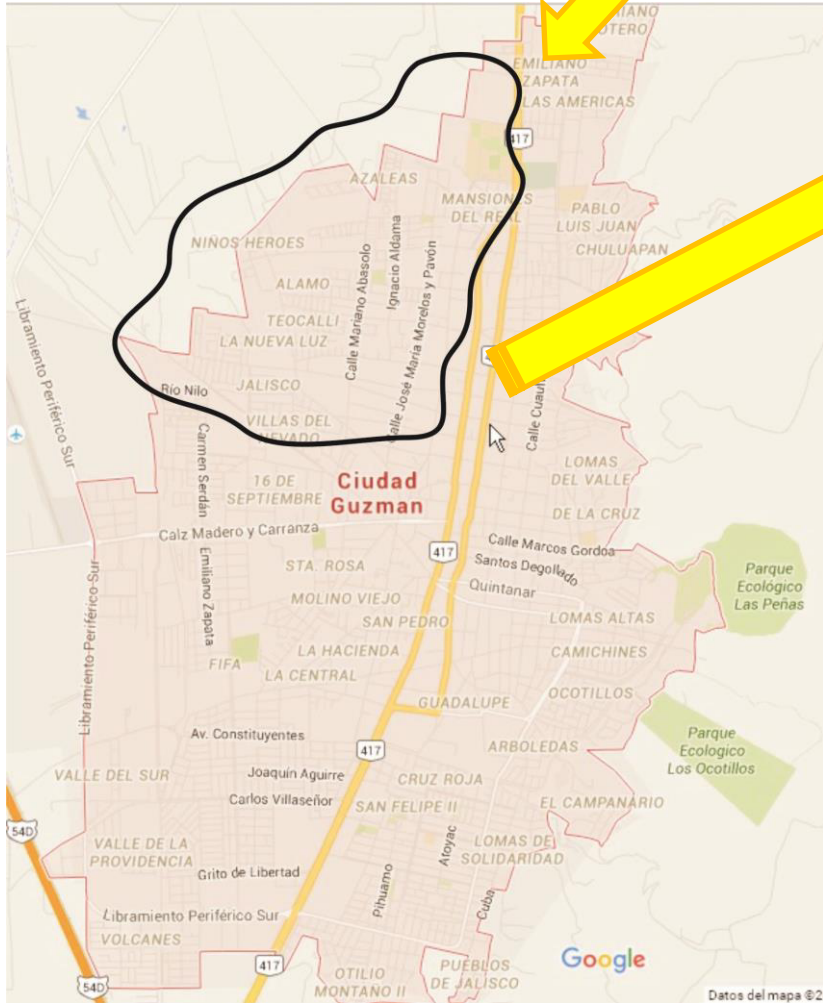 OTERO
EMILIANO
ZAPATA
LAS AMERICAS
417
AZALEAS
MANSIONES
DEL REAL
PABLO
LUIS JUAN
CHULUAPAN
NIÑOS HEROES
Calle Mariano Abasolo
Ignacio Aldama
Calle José María Morelos y Pavón
ALAMO
TEOCALLI
LA NUEVA LUZ
Libramiento Periférico Sur
Río Nilo
JALISCO
VILLAS DEL
NEVADO
Carmen Serdán
16 DE
SEPTIEMBRE
Ciudad
Guzman
LOMAS
DEL VALLE
DE LA CRUZ
Calz Madero y Carranza
417
Calle Marcos Gordoa
Santos Degollado
Quintanar
Parque
Ecológico
Las Peñas
Emiliano Zapata
STA. ROSA
MOLINO VIEJO
SAN PEDRO
LOMAS ALTAS
Libramiento Periférico Sur
FIFA
LA HACIENDA
LA CENTRAL
CAMICHINES
OCOTILLOS
GUADALUPE
Av. Constituyentes
417
ARBOLEDAS
Parque
Ecologico
Los Ocotillos
VALLE DEL SUR
Joaquín Aguirre
Carlos Villaseñor
CRUZ ROJA
SAN FELIPE II
EL CAMPANARIO
54D
VALLE DE LA
PROVIDENCIA
Atoyac
LOMAS DE
SOLIDARIDAD
Grito de Libertad
Pihuamo
Cuba
Libramiento Periférico Sur
VOLCANES
417
54D
OTILIO
MONTAÑO II
PUEBLOS
DE JALISCO
Google
Datos del mapa ©2